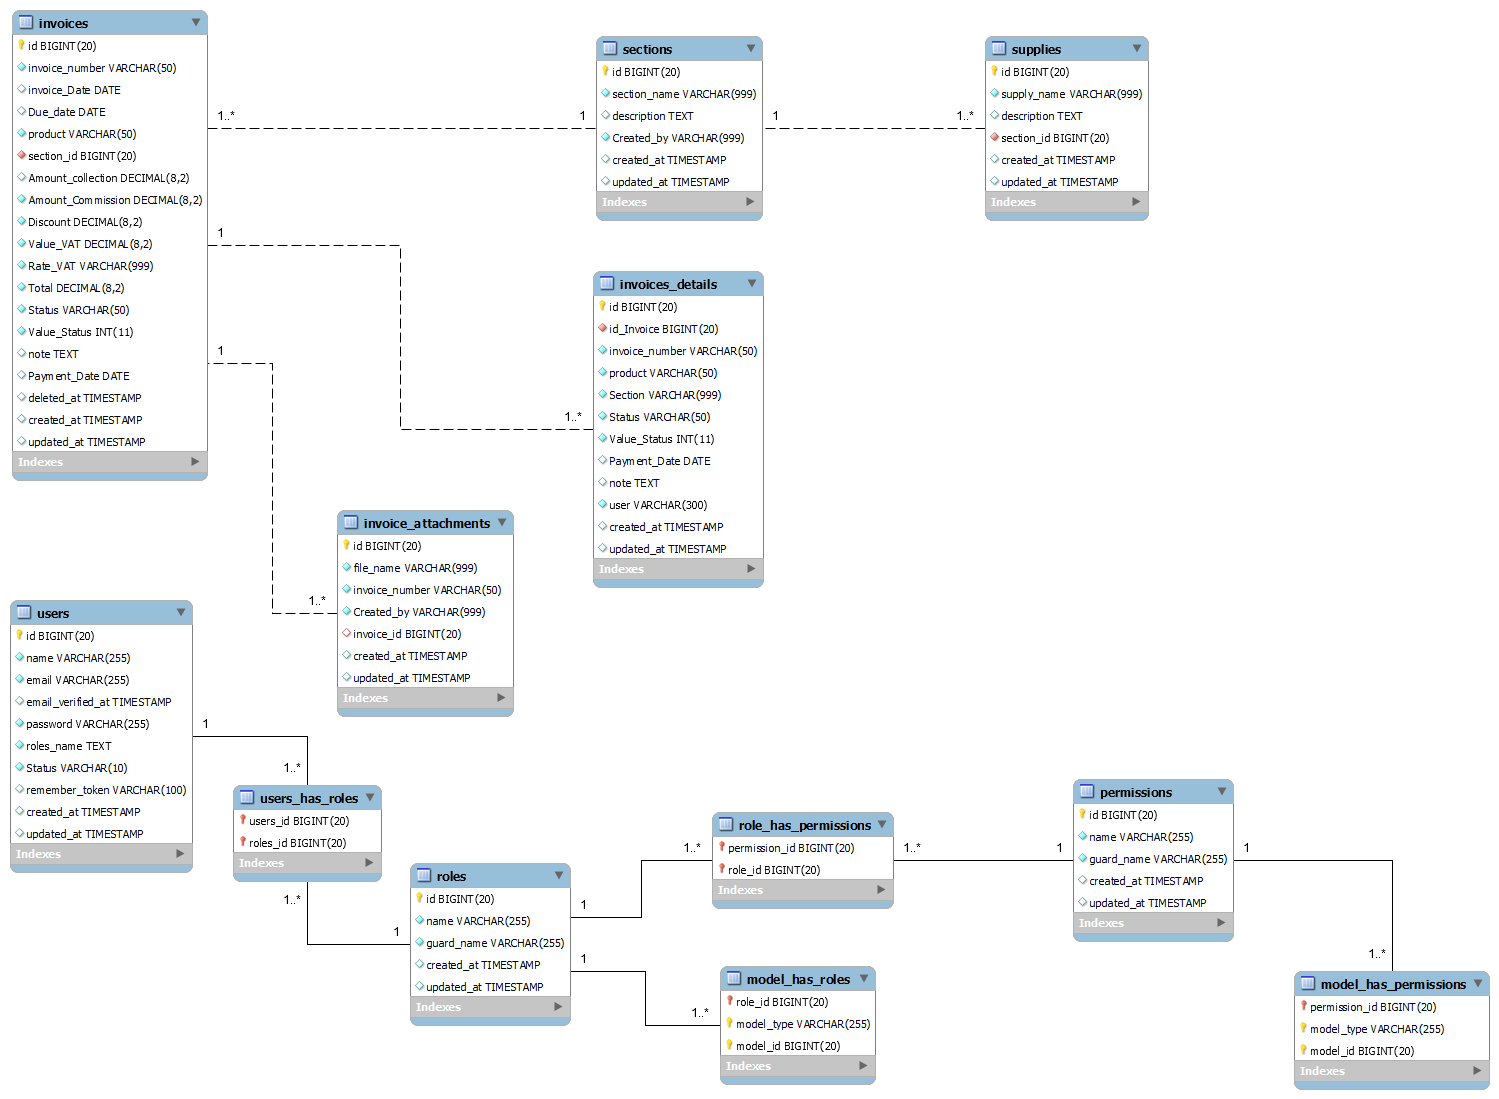 invoices
id BIGINT(20)
invoice_number VARCHAR(50)
invoice_Date DATE
Due_date DATE
product VARCHAR(50)
section_id BIGINT(20)
Amount_collection DECIMAL(8,2)
Amount_Commission DECIMAL(8,2)
Discount DECIMAL(8,2)
Value_VAT DECIMAL(8,2)
Rate_VAT VARCHAR(999)
Total DECIMAL(8,2)
Status VARCHAR(50)
Value_Status INT(11)
note TEXT
Payment_Date DATE
deleted_at TIMESTAMP
created_at TIMESTAMP
updated_at TIMESTAMP
Indexes
1..*
1
sections
id BIGINT(20)
section_name VARCHAR(999)
description TEXT
Created_by VARCHAR(999)
created_at TIMESTAMP
updated_at TIMESTAMP
Indexes
1
1..*
supplies
id BIGINT(20)
supply_name VARCHAR(999)
description TEXT
section_id BIGINT(20)
created_at TIMESTAMP
updated_at TIMESTAMP
Indexes
1
1..*
invoices_details
id BIGINT(20)
id_Invoice BIGINT(20)
invoice_number VARCHAR(50)
product VARCHAR(50)
Section VARCHAR(999)
Status VARCHAR(50)
Value_Status INT(11)
Payment_Date DATE
note TEXT
user VARCHAR(300)
created_at TIMESTAMP
updated_at TIMESTAMP
Indexes
1
1..*
invoice_attachments
id BIGINT(20)
file_name VARCHAR(999)
invoice_number VARCHAR(50)
Created_by VARCHAR(999)
invoice_id BIGINT(20)
created_at TIMESTAMP
updated_at TIMESTAMP
Indexes
users
id BIGINT(20)
name VARCHAR(255)
email VARCHAR(255)
email_verified_at TIMESTAMP
password VARCHAR(255)
roles_name TEXT
Status VARCHAR(10)
remember_token VARCHAR(100)
created_at TIMESTAMP
updated_at TIMESTAMP
Indexes
1
1..*
users_has_roles
users_id BIGINT(20)
roles_id BIGINT(20)
Indexes
1..*
1
roles
id BIGINT(20)
name VARCHAR(255)
guard_name VARCHAR(255)
created_at TIMESTAMP
updated_at TIMESTAMP
Indexes
1
1..*
role_has_permissions
permission_id BIGINT(20)
role_id BIGINT(20)
Indexes
1..*
1
permissions
id BIGINT(20)
name VARCHAR(255)
guard_name VARCHAR(255)
created_at TIMESTAMP
updated_at TIMESTAMP
Indexes
1
1..*
model_has_roles
role_id BIGINT(20)
model_type VARCHAR(255)
model_id BIGINT(20)
Indexes
1
1..*
model_has_permissions
permission_id BIGINT(20)
model_type VARCHAR(255)
model_id BIGINT(20)
Indexes